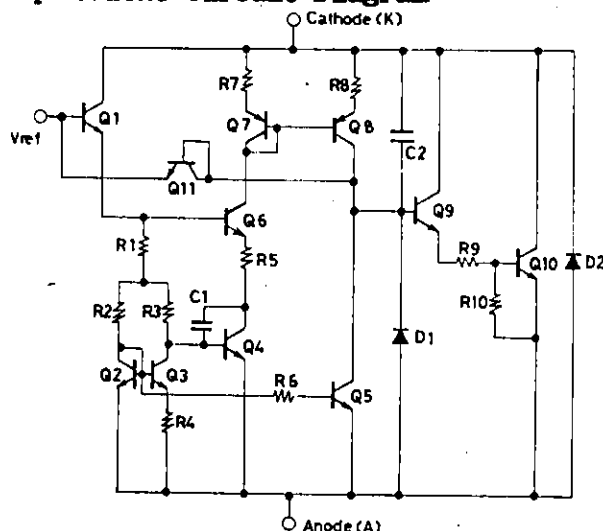 Cathode (K)
R7
R8
Q1
Q7
Q8
Vref
C2
Q11
Q6
Q9
R1
R5
R9
Q10
D2
R2
R3
C1
R10
Q4
D1
Q2
Q3
R6
Q5
R4
Anode (A)